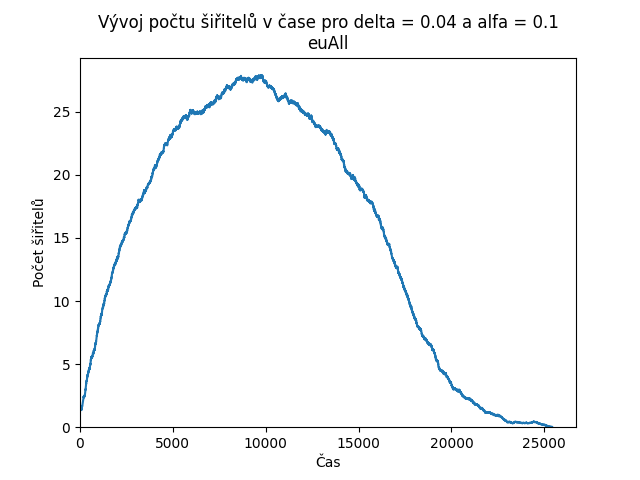 Vývoj počtu šiřitelů v čase pro delta = 0.04 a alfa = 0.1
euAll
25
20
15
10
5
0
Počet šiřitelů
0 5000 10000 15000 20000 25000
Čas